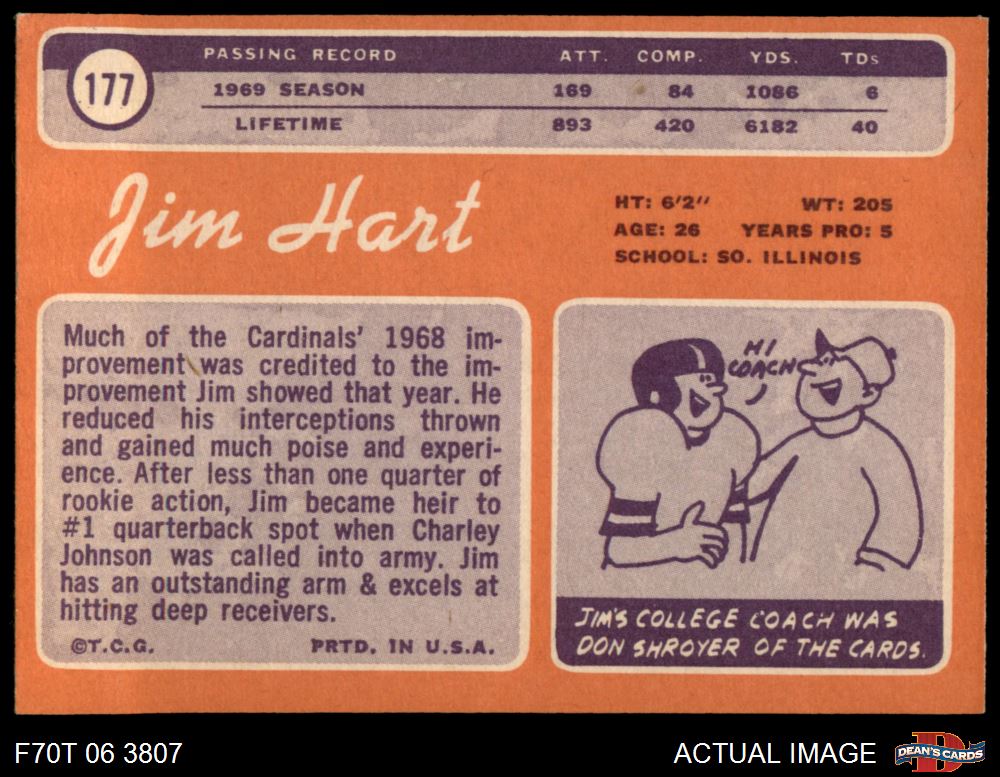 177
PASSING RECORD ATT. COMP. YDS. TDs
1969 SEASON 169 84 1086 6
LIFETIME 893 420 6182 40
Jim Hart
HT: 6'2" WT: 205
AGE: 26 YEARS PRO: 5
SCHOOL: SO. ILLINOIS
Much of the Cardinals' 1968 im-
provement was credited to the im-
provement Jim showed that year. He
reduced his interceptions thrown
and gained much poise and experi-
ence. After less than one quarter of
rookie action, Jim became heir to
#1 quarterback spot when Charley
Johnson was called into army. Jim
has an outstanding arm & excels at
hitting deep receivers.
©T.C.G. PRTD. IN U.S.A.
HI
COACH
JIM'S COLLEGE COACH WAS
DON SHROYER OF THE CARDS.
F70T 06 3807 ACTUAL IMAGE
D
DEAN'S CARDS